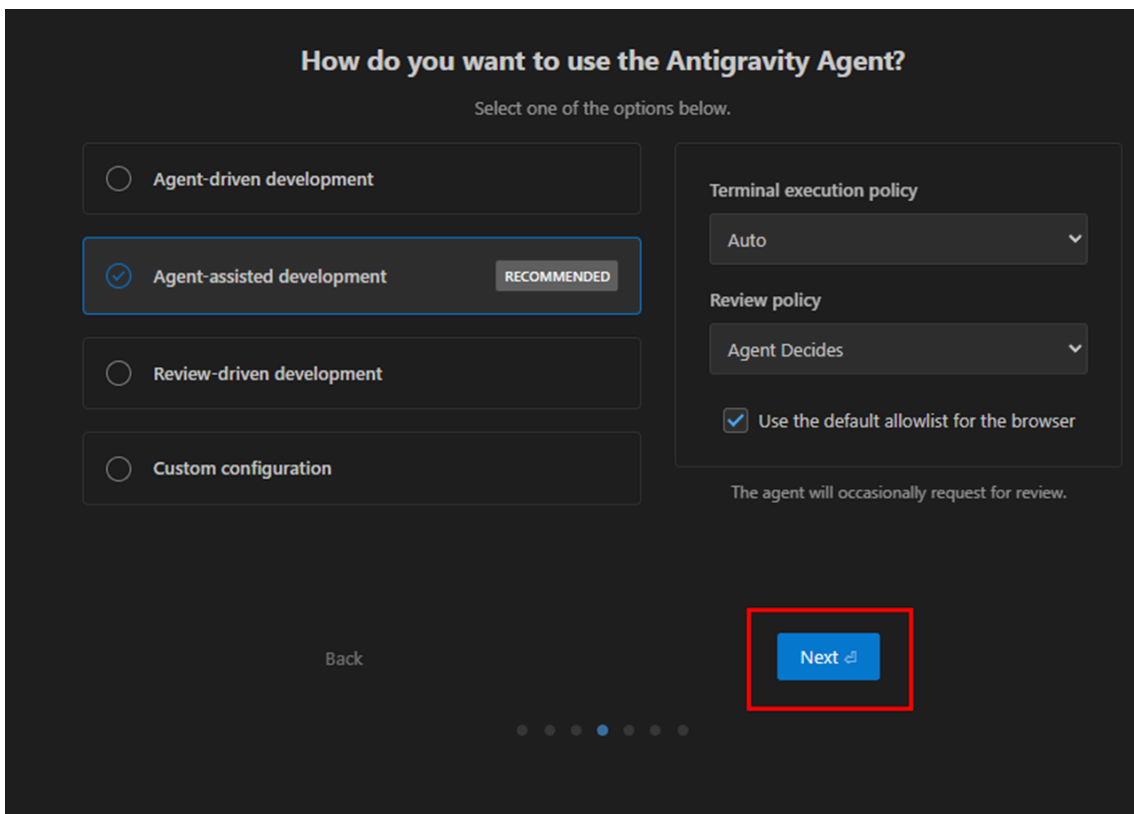 How do you want to use the Antigravity Agent?
Select one of the options below.
Agent-driven development
Agent-assisted development
RECOMMENDED
Review-driven development
Custom configuration
Terminal execution policy
Auto
Review policy
Agent Decides
Use the default allowlist for the browser
The agent will occasionally request for review.
Back
Next ⏎